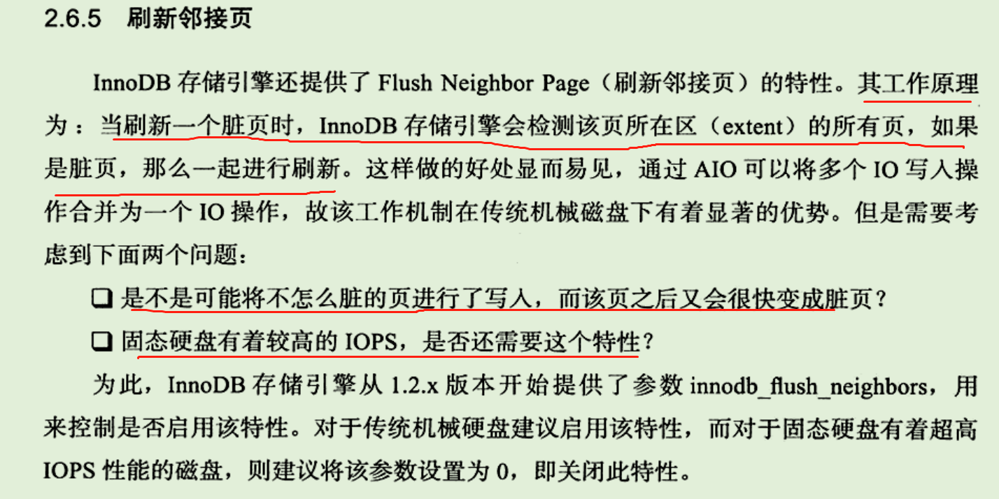 2.6.5 刷新邻接页
InnoDB 存储引擎还提供了 Flush Neighbor Page（刷新邻接页）的特性。其工作原理
为：当刷新一个脏页时，InnoDB 存储引擎会检测该页所在区（extent）的所有页，如果
是脏页，那么一起进行刷新。这样做的好处显而易见，通过 AIO 可以将多个 IO 写入操
作合并为一个 IO 操作，故该工作机制在传统机械磁盘下有着显著的优势。但是需要考
虑到下面两个问题：
❑ 是不是可能将不怎么脏的页进行了写入，而该页之后又会很快变成脏页？
❑ 固态硬盘有着较高的 IOPS，是否还需要这个特性？
为此，InnoDB 存储引擎从 1.2.x 版本开始提供了参数 innodb_flush_neighbors，用
来控制是否启用该特性。对于传统机械硬盘建议启用该特性，而对于固态硬盘有着超高
IOPS 性能的磁盘，则建议将该参数设置为 0，即关闭此特性。